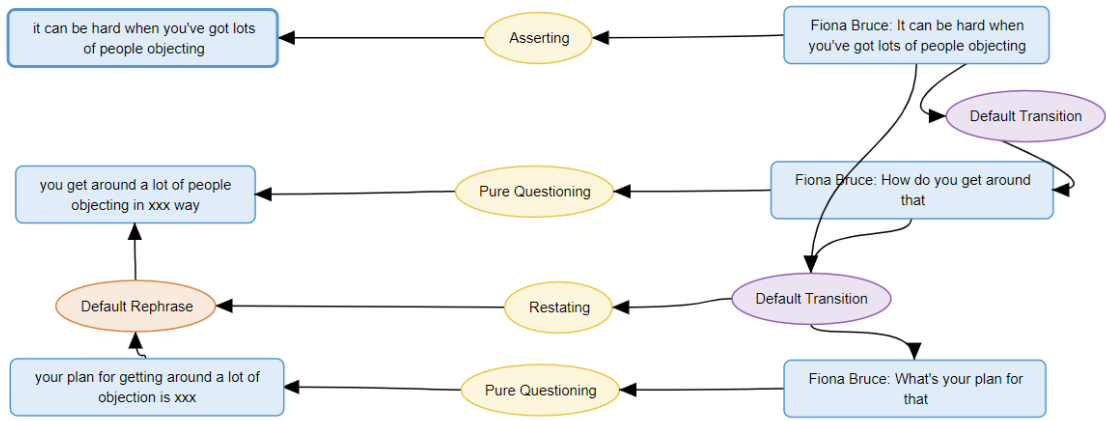 it can be hard when you've got lots
of people objecting
Asserting
Fiona Bruce: It can be hard when
you've got lots of people objecting
Default Transition
you get around a lot of people
objecting in xxx way
Pure Questioning
Fiona Bruce: How do you get around
that
Default Rephrase
Restating
Default Transition
your plan for getting around a lot of
objection is xxx
Pure Questioning
Fiona Bruce: What's your plan for
that